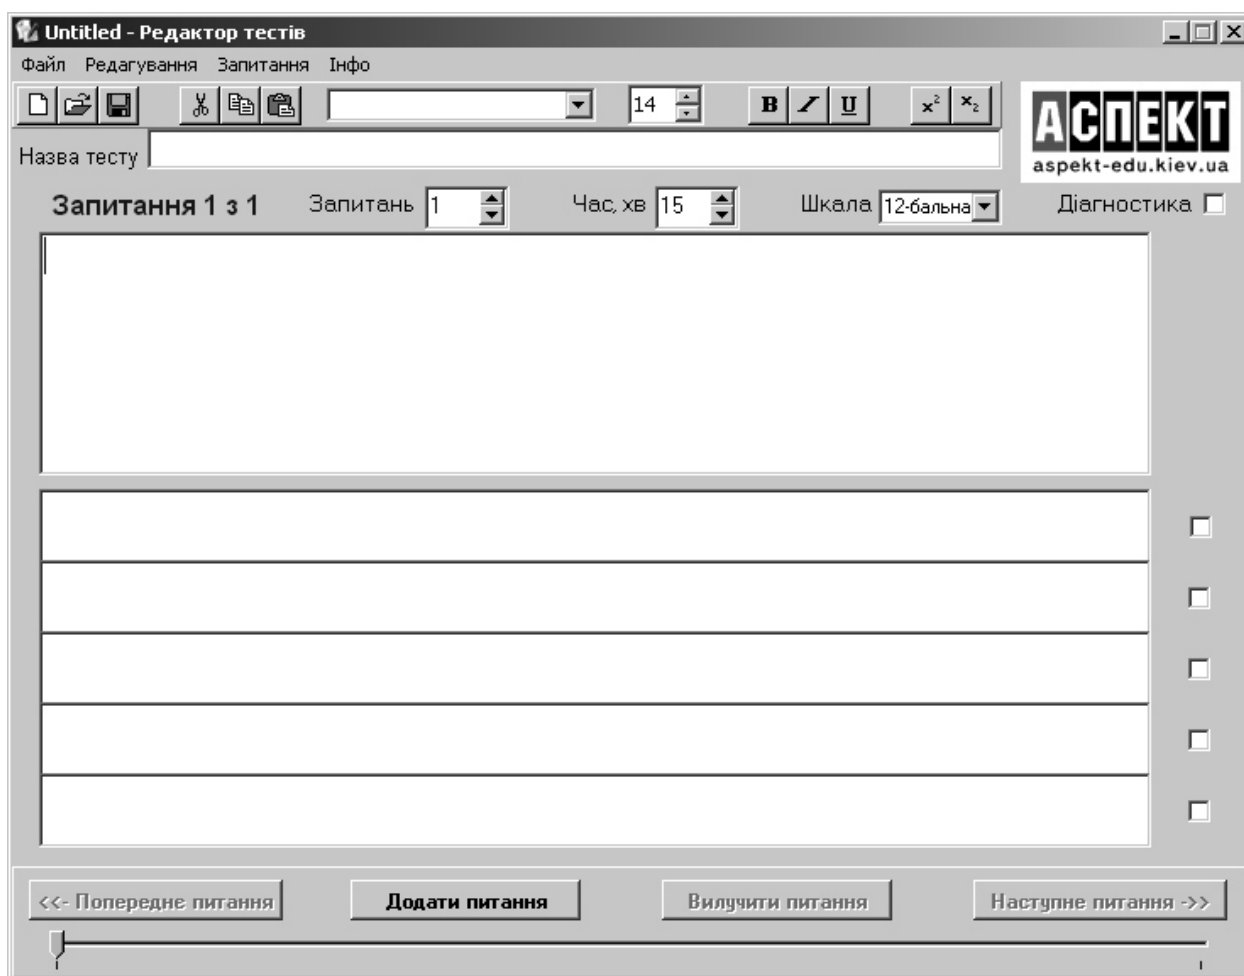 Untitled - Редактор тестів
Файл Редагування Запитання Інфо
14 B I U x² x₂
АСПЕКТ
aspekt-edu.kiev.ua
Назва тесту
Запитання 1 з 1 Запитань 1 Час, хв 15 Шкала 12-бальна Діагностика
<<- Попереднє питання Додати питання Вилучити питання Наступне питання ->>